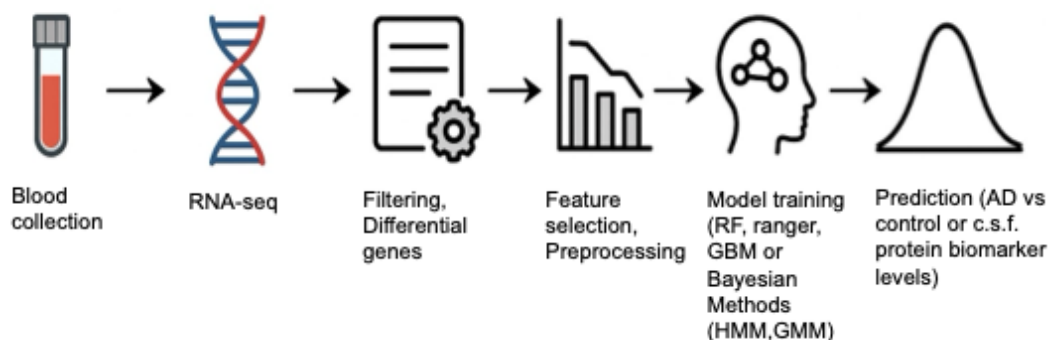 Blood
collection
RNA-seq
Filtering,
Differential
genes
Feature
selection,
Preprocessing
Model training
(RF, ranger,
GBM or
Bayesian
Methods
(HMM,GMM)
Prediction (AD vs
control or c.s.f.
protein biomarker
levels)